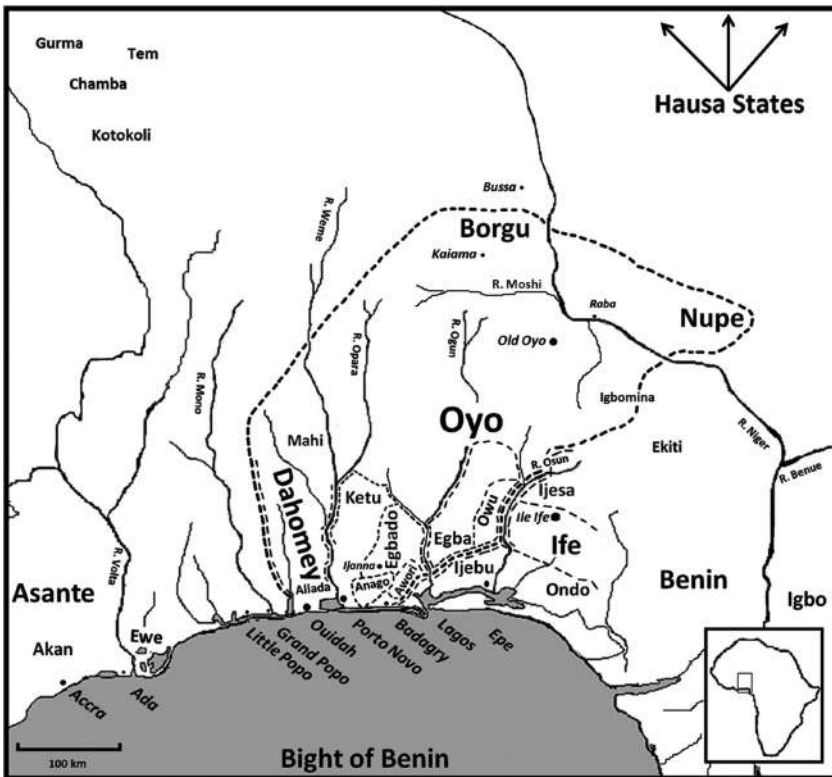 Gurma
Tem
Chamba
Kotokoli
Hausa States
Bussa
R. Weme
Borgu
Kaiama
R. Moshi
Raba
Nupe
R. Opara
R. Ogun
Old Oyo
R. Mono
Igbomina
Oyo
Mahi
Ekiti
R. Niger
R. Benue
R. Osun
Dahomey
Ketu
Ijesa
Egbado
Owu
Ile Ife
Egba
Ife
R. Volta
Ijanna
Ijebu
Anago
Awori
Allada
Benin
Asante
Ondo
Igbo
Akan
Ewe
Little Popo
Grand Popo
Ouidah
Porto Novo
Badagry
Lagos
Epe
Accra
Ada
100 km
Bight of Benin